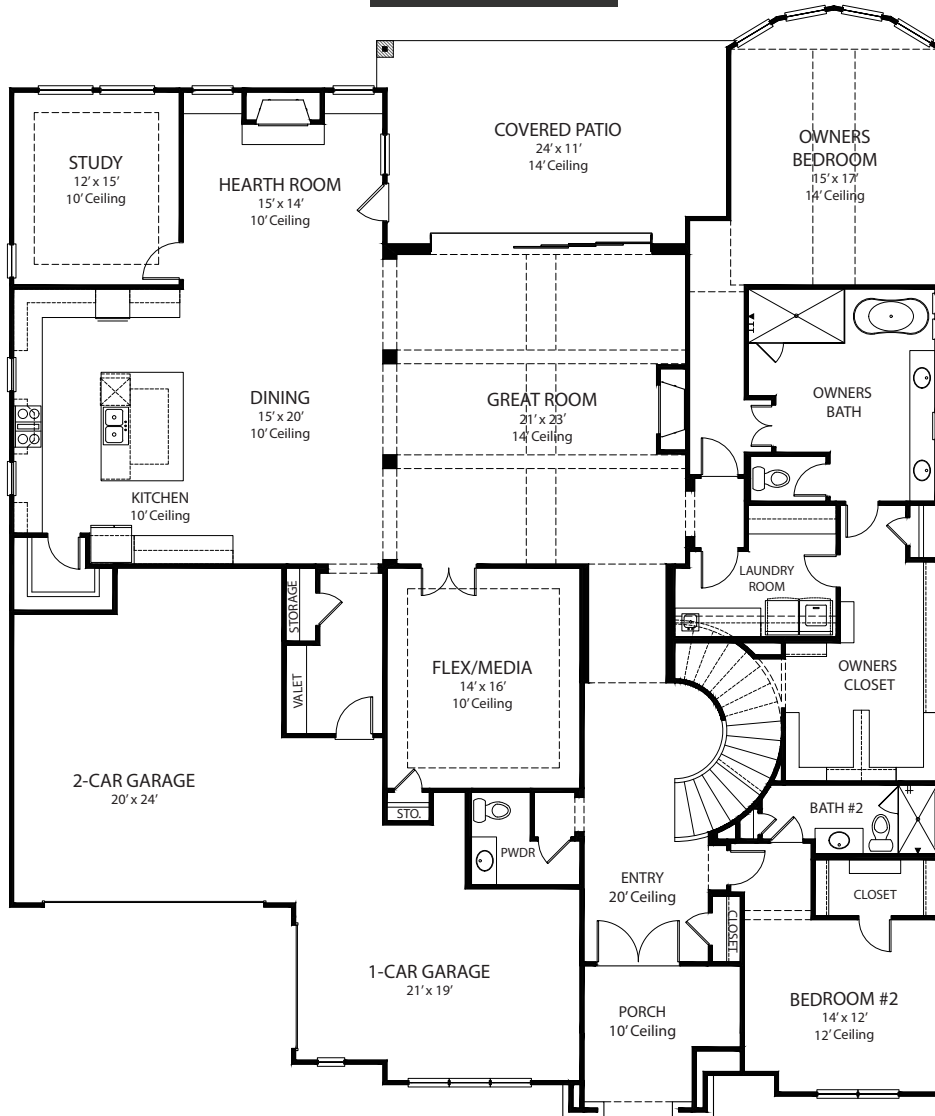 COVERED PATIO
24' x 11'
14' Ceiling
OWNERS
BEDROOM
15' x 17'
14' Ceiling
STUDY
12' x 15'
10' Ceiling
HEARTH ROOM
15' x 14'
10' Ceiling
DINING
15' x 20'
10' Ceiling
GREAT ROOM
21' x 23'
14' Ceiling
OWNERS
BATH
KITCHEN
10' Ceiling
LAUNDRY
ROOM
STORAGE
VALET
FLEX/MEDIA
14' x 16'
10' Ceiling
OWNERS
CLOSET
2-CAR GARAGE
20' x 24'
STO.
BATH #2
PWDR
ENTRY
20' Ceiling
CLOSET
CLOSET
1-CAR GARAGE
21' x 19'
PORCH
10' Ceiling
BEDROOM #2
14' x 12'
12' Ceiling